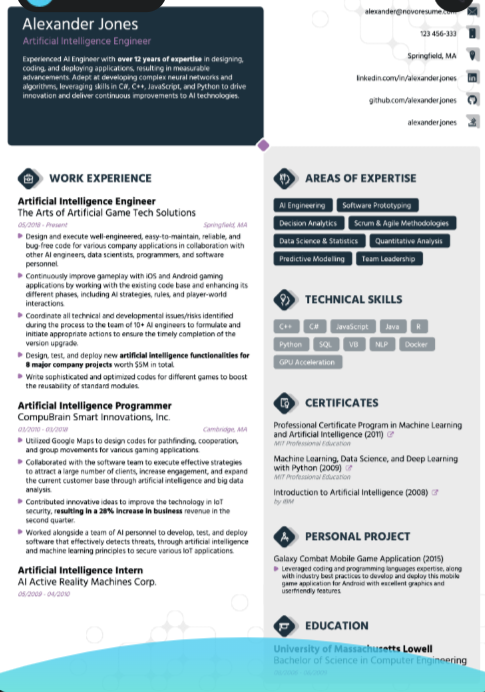 Alexander Jones
Artificial Intelligence Engineer
Experienced AI Engineer with over 12 years of expertise in designing,
coding, and deploying applications, resulting in measurable
advancements. Adept at developing complex neural networks and
algorithms, leveraging skills in C#, C++, JavaScript, and Python to drive
innovation and deliver continuous improvements to AI technologies.
alexander@novoresume.com
123 456-333
Springfield, MA
linkedin.com/in/alexanderjones
github.com/alexanderjones
alexanderjones
WORK EXPERIENCE
Artificial Intelligence Engineer
The Arts of Artificial Game Tech Solutions
05/2018 - Present
Springfield, MA
Design and execute well-engineered, easy-to-maintain, reliable, and
bug-free code for various company applications in collaboration with
other AI engineers, data scientists, programmers, and software
personnel.
Continuously improve gameplay with iOS and Android gaming
applications by working with the existing code base and enhancing its
different phases, including AI strategies, rules, and player-world
interactions.
Coordinate all technical and developmental issues/risks identified
during the process to the team of 10+ AI engineers to formulate and
initiate appropriate actions to ensure the timely completion of the
version upgrade.
Design, test, and deploy new artificial intelligence functionalities for
8 major company projects worth $5M in total.
Write sophisticated and optimized codes for different games to boost
the reusability of standard modules.
Artificial Intelligence Programmer
CompuBrain Smart Innovations, Inc.
03/2010 - 03/2018
Cambridge, MA
Utilized Google Maps to design codes for pathfinding, cooperation,
and group movements for various gaming applications.
Collaborated with the software team to execute effective strategies
to attract a large number of clients, increase engagement, and expand
the current customer base through artificial intelligence and big data
analysis.
Contributed innovative ideas to improve the technology in IoT
security, resulting in a 28% increase in business revenue in the
second quarter.
Worked alongside a team of AI personnel to develop, test, and deploy
software that effectively detects threats, through artificial intelligence
and machine learning principles to secure various IoT applications.
Artificial Intelligence Intern
AI Active Reality Machines Corp.
08/2009 - 04/2010
AREAS OF EXPERTISE
AI Engineering
Software Prototyping
Decision Analytics
Scrum & Agile Methodologies
Data Science & Statistics
Quantitative Analysis
Predictive Modelling
Team Leadership
TECHNICAL SKILLS
C++
C#
JavaScript
Java
R
Python
SQL
VB
NLP
Docker
GPU Acceleration
CERTIFICATES
Professional Certificate Program in Machine Learning
and Artificial Intelligence (2011)
MIT Professional Education
Machine Learning, Data Science, and Deep Learning
with Python (2009)
MIT Professional Education
Introduction to Artificial Intelligence (2008)
by IBM
PERSONAL PROJECT
Galaxy Combat Mobile Game Application (2015)
Leveraged coding and programming languages expertise, along
with industry best practices to develop and deploy this mobile
game application for Android with excellent graphics and
userfriendly features.
EDUCATION
University of Massachusetts Lowell
Bachelor of Science in Computer Engineering